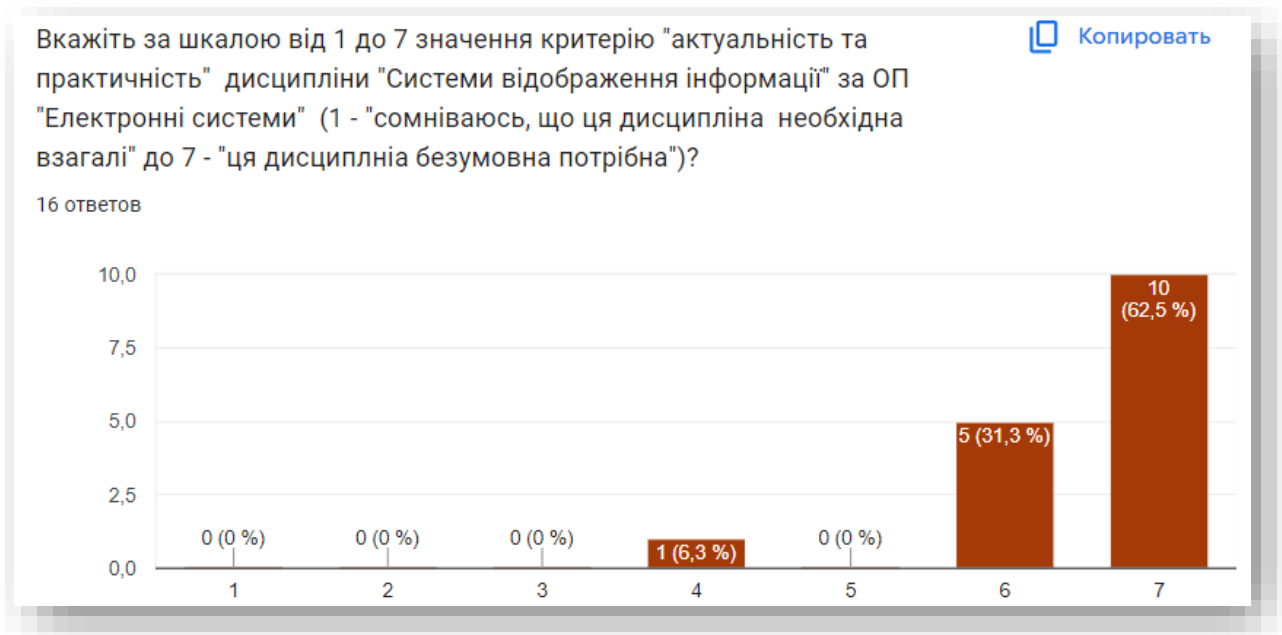 Вкажіть за шкалою від 1 до 7 значення критерію "актуальність та
Копировать
практичність"  дисципліни "Системи відображення інформації" за ОП
"Електронні системи"  (1 - "сомніваюсь, що ця дисципліна  необхідна
взагалі" до 7 - "ця дисциплніа безумовна потрібна")?
16 ответов
10,0
7,5
5,0
2,5
0,0
0 (0 %)
0 (0 %)
0 (0 %)
1 (6,3 %)
0 (0 %)
5 (31,3 %)
10
(62,5 %)
1
2
3
4
5
6
7